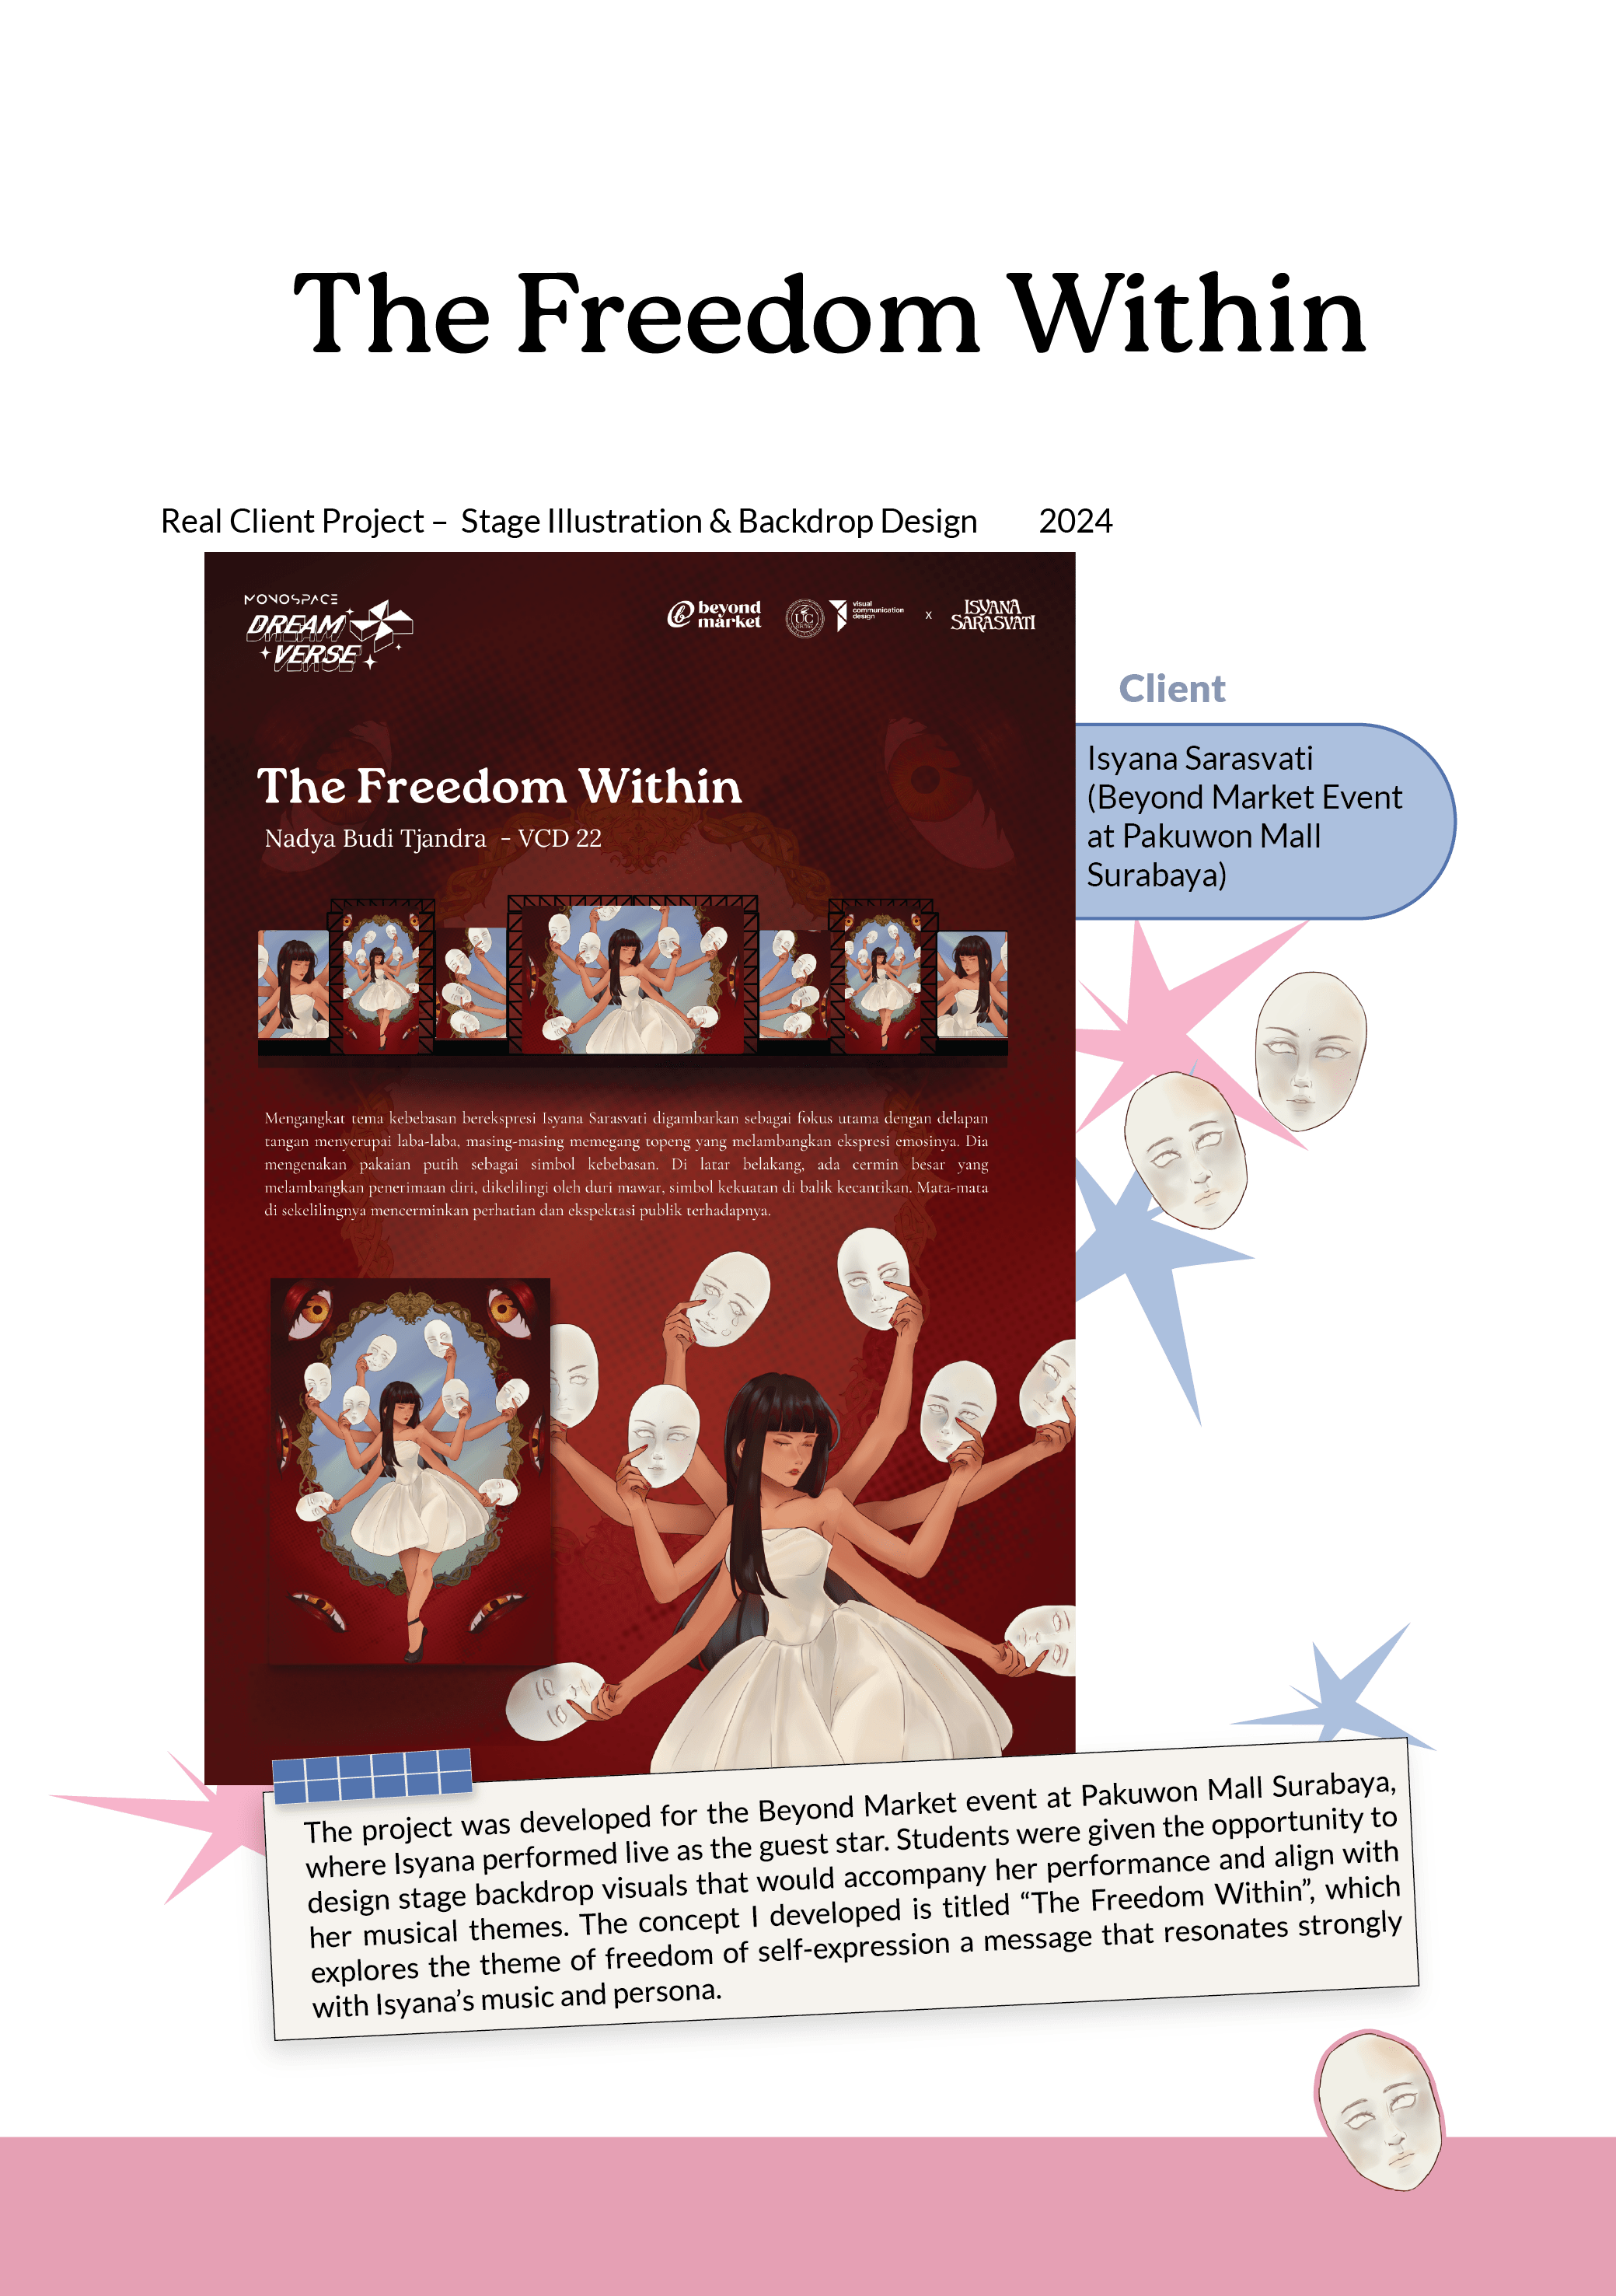 The Freedom Within
Real Client Project – Stage Illustration & Backdrop Design 2024
MONOSPACE
DREAM
VERSE
beyond
market
UC
visual
communication
design
x
ISYANA
SARASVATI
Client
Isyana Sarasvati
(Beyond Market Event
at Pakuwon Mall
Surabaya)
The Freedom Within
Nadya Budi Tjandra - VCD 22
Mengangkat tema kebebasan berekspresi Isyana Sarasvati digambarkan sebagai fokus utama dengan delapan
tangan menyerupai laba-laba, masing-masing memegang topeng yang melambangkan ekspresi emosinya. Dia
mengenakan pakaian putih sebagai simbol kebebasan. Di latar belakang, ada cermin besar yang
melambangkan penerimaan diri, dikelilingi oleh duri mawar, simbol kekuatan di balik kecantikan. Mata-mata
di sekelilingnya mencerminkan perhatian dan ekspektasi publik terhadapnya.
The project was developed for the Beyond Market event at Pakuwon Mall Surabaya,
where Isyana performed live as the guest star. Students were given the opportunity to
design stage backdrop visuals that would accompany her performance and align with
her musical themes. The concept I developed is titled “The Freedom Within”, which
explores the theme of freedom of self-expression a message that resonates strongly
with Isyana’s music and persona.